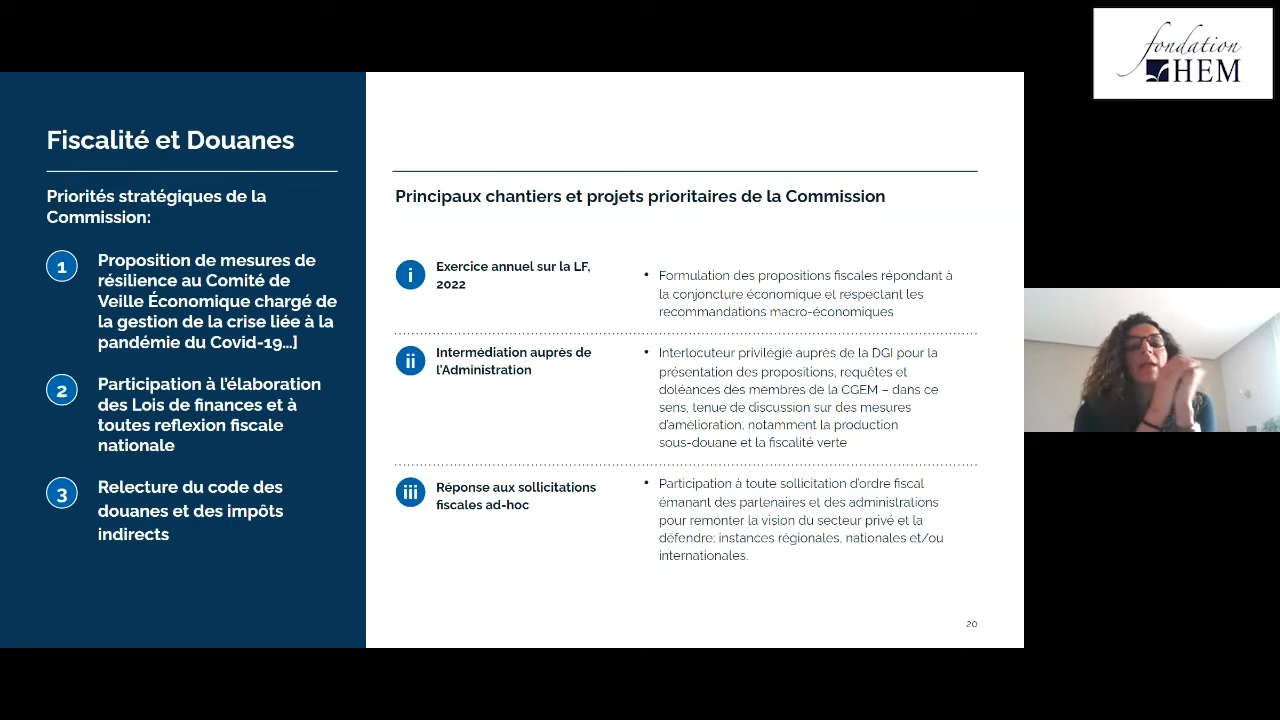 fondation
HEM
Fiscalité et Douanes
Priorités stratégiques de la
Commission:
1
Proposition de mesures de
résilience au Comité de
Veille Économique chargé de
la gestion de la crise liée à la
pandémie du Covid-19...]
2
Participation à l'élaboration
des Lois de finances et à
toutes reflexion fiscale
nationale
3
Relecture du code des
douanes et des impôts
indirects
Principaux chantiers et projets prioritaires de la Commission
i
Exercice annuel sur la LF,
2022
• Formulation des propositions fiscales répondant à
la conjoncture économique et respectant les
recommandations macro-économiques
ii
Intermédiation auprès de
l'Administration
• Interlocuteur privilégié auprès de la DGI pour la
présentation des propositions, requêtes et
doléances des membres de la CGEM – dans ce
sens, tenue de discussion sur des mesures
d'amélioration, notamment la production
sous-douane et la fiscalité verte
iii
Réponse aux sollicitations
fiscales ad-hoc
• Participation à toute sollicitation d'ordre fiscal
émanant des partenaires et des administrations
pour remonter la vision du secteur privé et la
défendre: instances régionales, nationales et/ou
internationales.
20